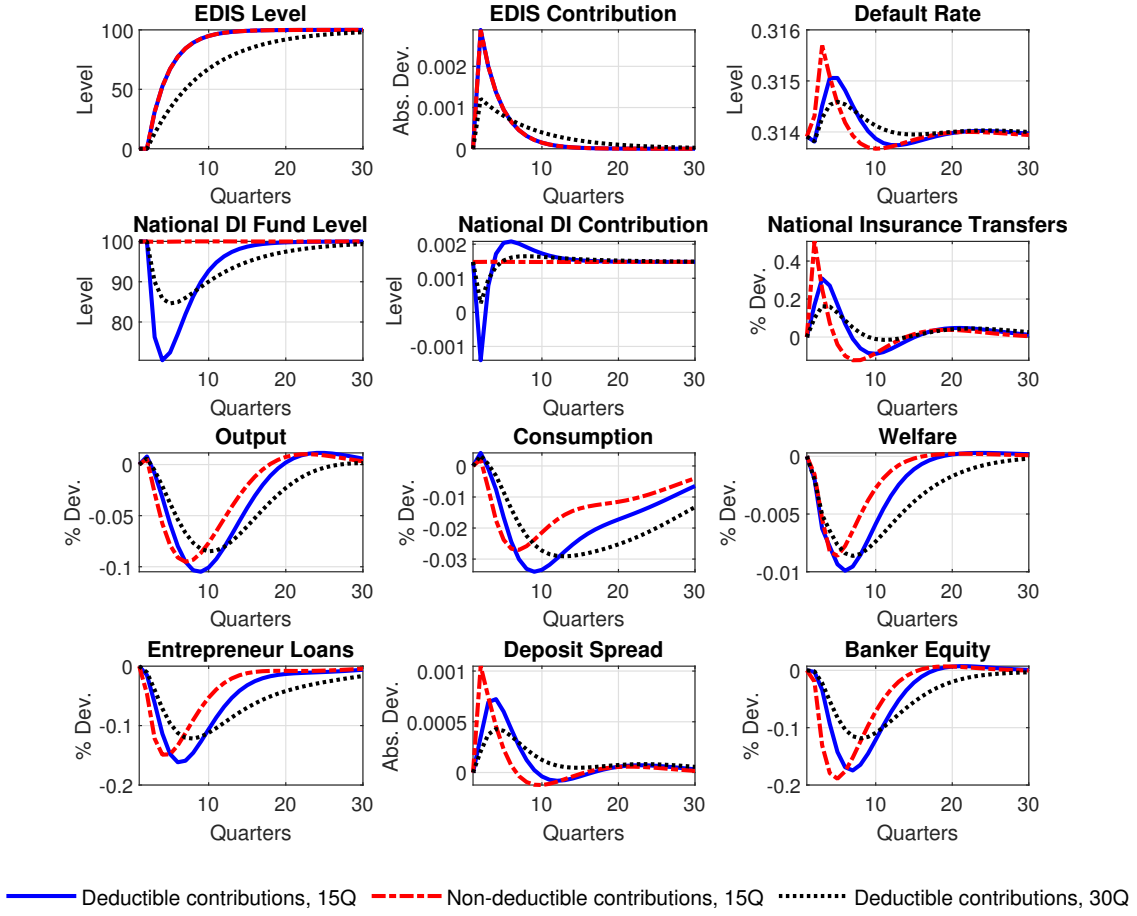 EDIS Level
EDIS Contribution
Default Rate
Level
100
50
0
10
20
30
Quarters
Abs. Dev.
0.002
0.001
0
10
20
30
Quarters
Level
0.316
0.315
0.314
10
20
30
Quarters
National DI Fund Level
National DI Contribution
National Insurance Transfers
Level
100
90
80
10
20
30
Quarters
Level
0.002
0.001
0
-0.001
10
20
30
Quarters
% Dev.
0.4
0.2
0
10
20
30
Quarters
Output
Consumption
Welfare
% Dev.
0
-0.05
-0.1
10
20
30
Quarters
% Dev.
0
-0.01
-0.02
-0.03
10
20
30
Quarters
% Dev.
0
-0.005
-0.01
10
20
30
Quarters
Entrepreneur Loans
Deposit Spread
Banker Equity
% Dev.
0
-0.1
-0.2
10
20
30
Quarters
Abs. Dev.
0.001
0.0005
0
10
20
30
Quarters
% Dev.
0
-0.1
-0.2
10
20
30
Quarters
Deductible contributions, 15Q
Non-deductible contributions, 15Q
Deductible contributions, 30Q